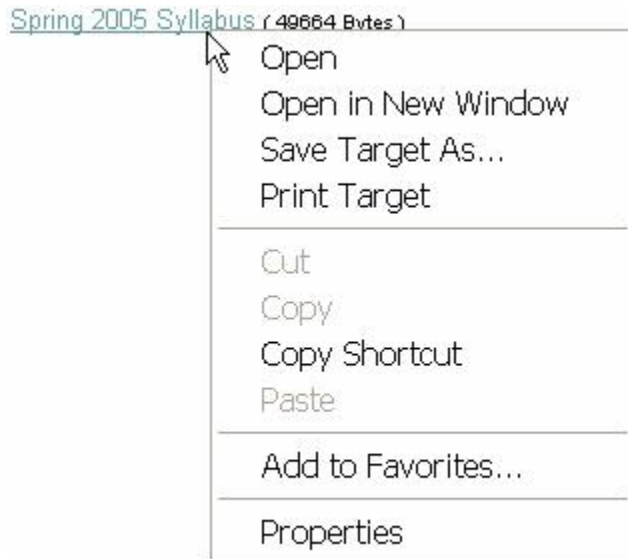 Spring 2005 Syllabus ( 49664 Bytes )
Open
Open in New Window
Save Target As...
Print Target
Cut
Copy
Copy Shortcut
Paste
Add to Favorites...
Properties